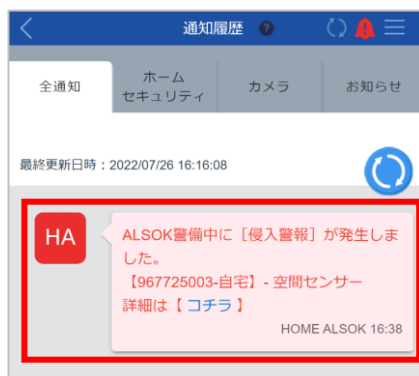 通知履歴 ?
全通知
ホーム
セキュリティ
カメラ
お知らせ
最終更新日時：2022/07/26 16:16:08
HA
ALSOK警備中に［侵入警報］が発生しま
した。
【967725003-自宅】- 空間センサー
詳細は【 コチラ 】
HOME ALSOK 16:38